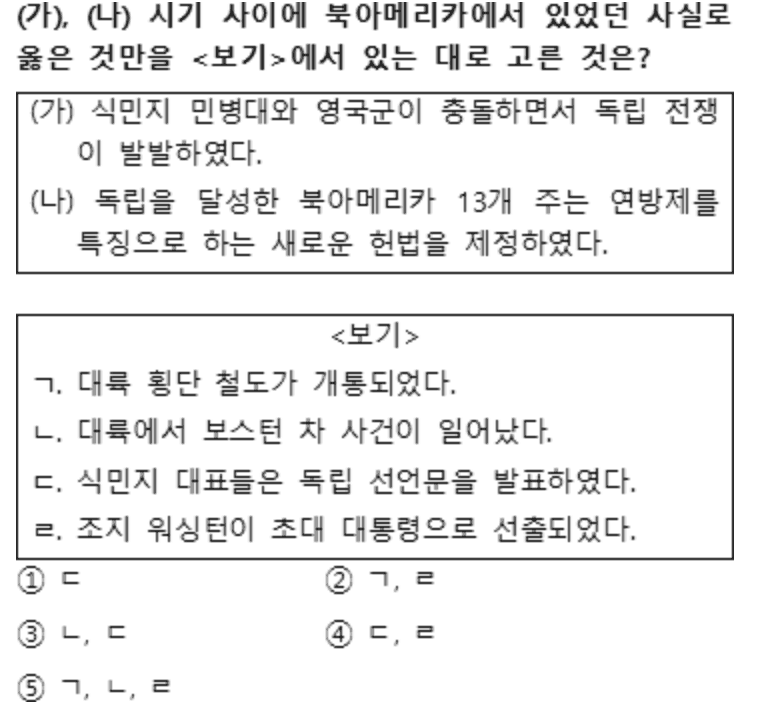 (가), (나) 시기 사이에 북아메리카에서 있었던 사실로
옳은 것만을 <보기>에서 있는 대로 고른 것은?
(가) 식민지 민병대와 영국군이 충돌하면서 독립 전쟁
이 발발하였다.
(나) 독립을 달성한 북아메리카 13개 주는 연방제를
특징으로 하는 새로운 헌법을 제정하였다.
<보기>
ㄱ. 대륙 횡단 철도가 개통되었다.
ㄴ. 대륙에서 보스턴 차 사건이 일어났다.
ㄷ. 식민지 대표들은 독립 선언문을 발표하였다.
ㄹ. 조지 워싱턴이 초대 대통령으로 선출되었다.
① ㄷ ② ㄱ, ㄹ
③ ㄴ, ㄷ ④ ㄷ, ㄹ
⑤ ㄱ, ㄴ, ㄹ